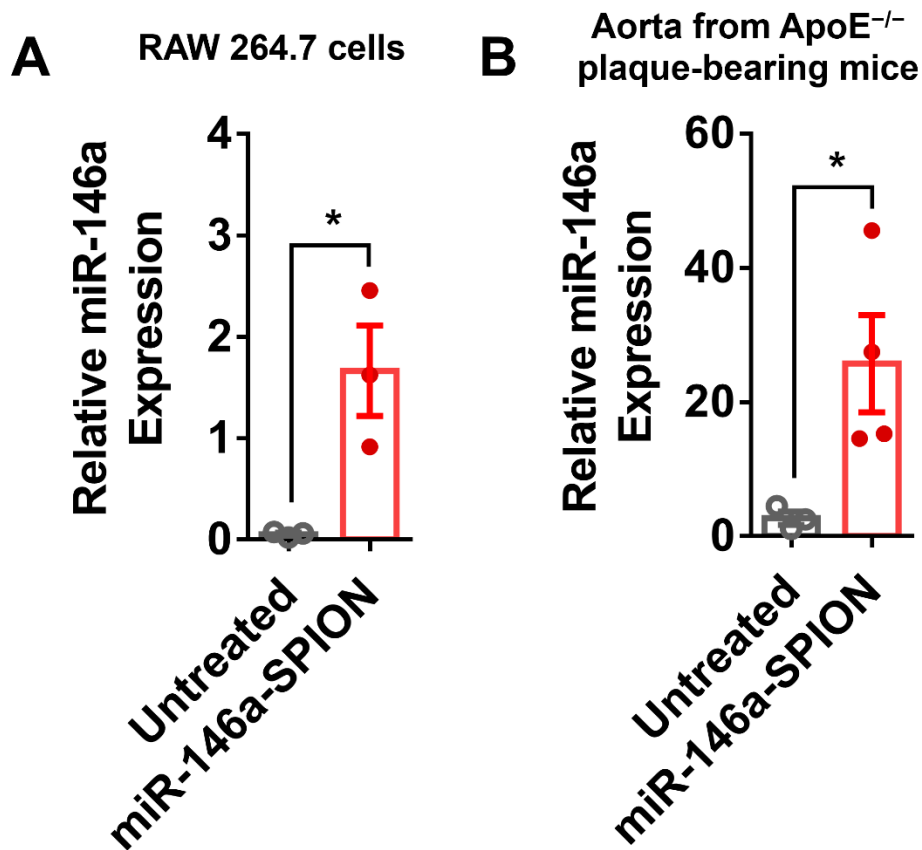 A
RAW 264.7 cells
Relative miR-146a
Expression
4
3
2
1
0
*
Untreated
miR-146a-SPION
B
Aorta from ApoE⁻/⁻
plaque-bearing mice
Relative miR-146a
Expression
60
40
20
0
*
Untreated
miR-146a-SPION